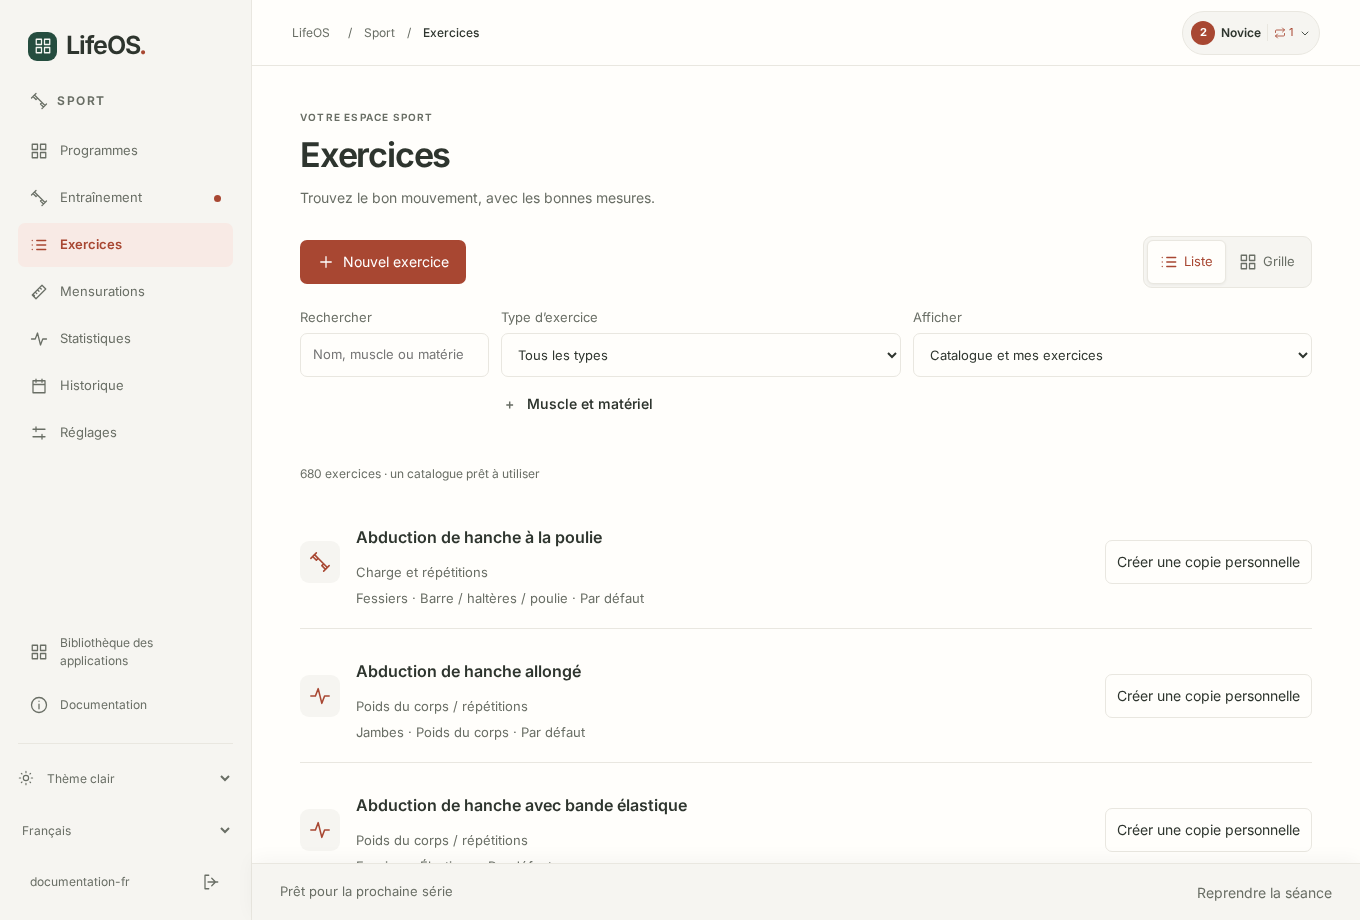 LifeOS.
SPORT
Programmes
Entraînement
Exercices
Mensurations
Statistiques
Historique
Réglages
Bibliothèque des
applications
Documentation
Thème clair
Français
documentation-fr
LifeOS / Sport / Exercices
2 Novice 1
VOTRE ESPACE SPORT
Exercices
Trouvez le bon mouvement, avec les bonnes mesures.
+ Nouvel exercice
Liste Grille
Rechercher Type d'exercice Afficher
Nom, muscle ou matérie Tous les types Catalogue et mes exercices
+ Muscle et matériel
680 exercices · un catalogue prêt à utiliser
Abduction de hanche à la poulie
Charge et répétitions
Fessiers · Barre / haltères / poulie · Par défaut
Créer une copie personnelle
Abduction de hanche allongé
Poids du corps / répétitions
Jambes · Poids du corps · Par défaut
Créer une copie personnelle
Abduction de hanche avec bande élastique
Poids du corps / répétitions
Créer une copie personnelle
Prêt pour la prochaine série
Reprendre la séance